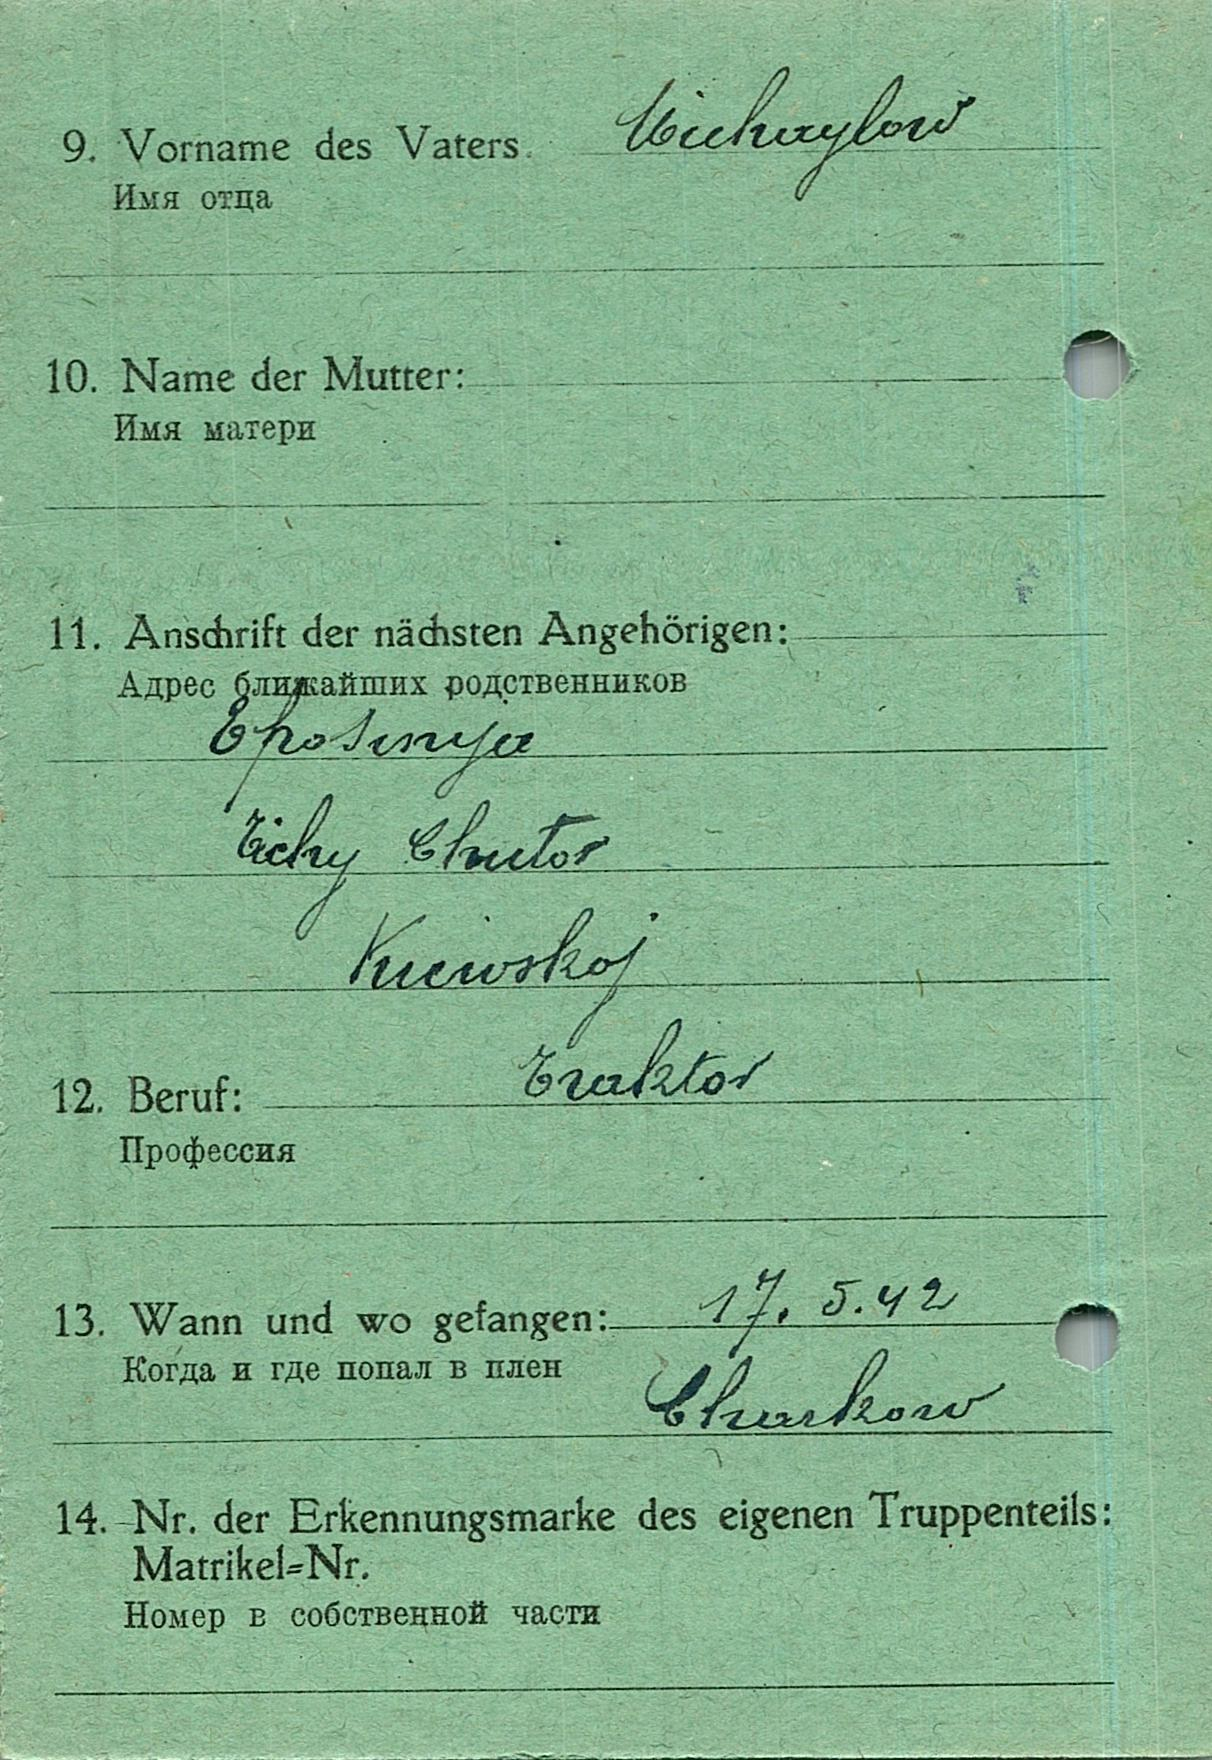 9. Vorname des Vaters. Michaylow
Имя отца
10. Name der Mutter:
Имя матери
11. Anschrift der nächsten Angehörigen:
Адрес ближайших родственников
Eposinja
Tichy Chutor
Kiewskoj
12. Beruf: Traktor
Профессия
13. Wann und wo gefangen: 17. 5. 42
Когда и где попал в плен
Charkow
14. Nr. der Erkennungsmarke des eigenen Truppenteils:
Matrikel=Nr.
Номер в собственной части